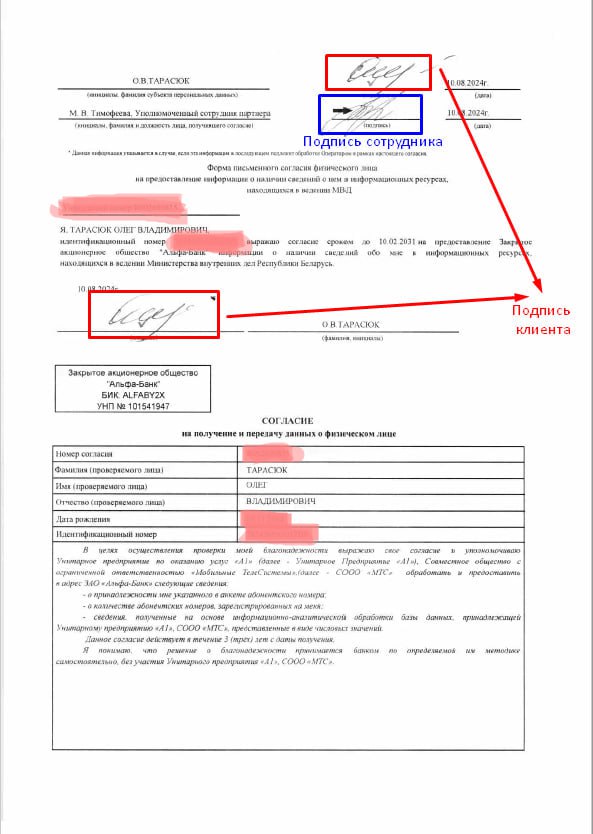 О.В.ТАРАСЮК 10.08.2024г.
(инициалы, фамилия субъекта персональных данных) (дата)
М. В. Тимофеева, Уполномоченный сотрудник партнера 10.08.2024г
(инициалы, фамилия и должность лица, получившего согласие) (подпись) (дата)
Подпись сотрудника
* Данная информация указывается в случае, если эта информация в последующем подлежит обработке Оператором в рамках настоящего согласия.
Форма письменного согласия физического лица
на предоставление информации о наличии сведений о нем в информационных ресурсах,
находящихся в ведении МВД
Я, ТАРАСЮК ОЛЕГ ВЛАДИМИРОВИЧ,
идентификационный номер выражаю согласие сроком до 10.02.2031 на предоставление Закрытое
акционерное общество "Альфа-Банк" информации о наличии сведений обо мне в информационных ресурсах,
находящихся в ведении Министерства внутренних дел Республики Беларусь.
10.08.2024г
Подпись
клиента
О.В.ТАРАСЮК
(фамилия, инициалы)
Закрытое акционерное общество
"Альфа-Банк"
БИК: ALFABY2X
УНП № 101541947
СОГЛАСИЕ
на получение и передачу данных о физическом лице
Номер согласия
Фамилия (проверяемого лица) ТАРАСЮК
Имя (проверяемого лица) ОЛЕГ
Отчество (проверяемого лица) ВЛАДИМИРОВИЧ
Дата рождения
Идентификационный номер
В целях осуществления проверки моей благонадежности выражаю свое согласие и уполномочиваю
Унитарное предприятие по оказанию услуг «А1» (далее - Унитарное Предприятие «А1»), Совместное общество с
ограниченной ответственностью «Мобильные ТелеСистемы»,(далее - СООО «МТС» обработать и предоставить
в адрес ЗАО «Альфа-Банк» следующие сведения:
- о принадлежности мне указанного в анкете абонентского номера;
- о количестве абонентских номеров, зарегистрированных на меня;
- сведения, полученные на основе информационно-аналитической обработки базы данных, принадлежащей
Унитарному предприятию «А1», СООО «МТС», представленные в виде числовых значений.
Данное согласие действует в течение 3 (трех) лет с даты получения.
Я понимаю, что решение о благонадежности принимается банком по определяемой им методике
самостоятельно, без участия Унитарного предприятия «А1», СООО «МТС».